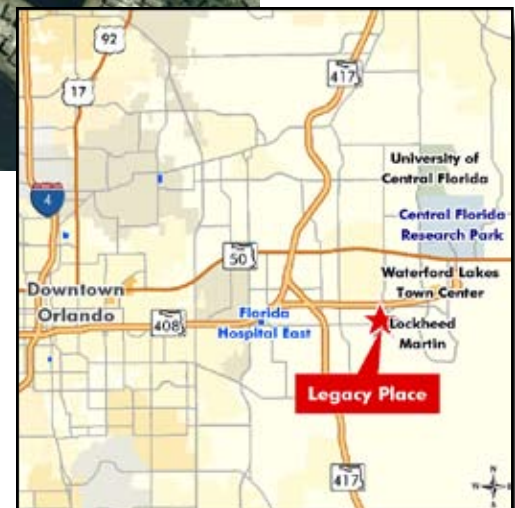 92
417
17
University of
Central Florida
4
Central Florida
Research Park
50
Waterford Lakes
Town Center
Downtown
Orlando
408
Florida
Hospital East
Lockheed
Martin
Legacy Place
417
N
W